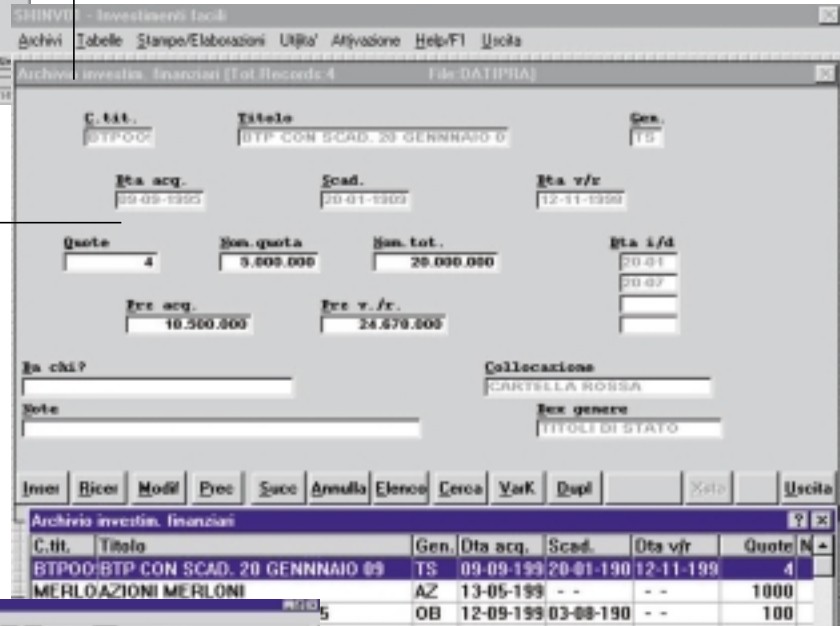 SHINV01 - Investimenti facili
Archivi Tabelle Stampe/Elaborazioni Utilita' Attivazione Help/F1 Uscita
Archivio investim. finanziari [Tot.Records:4 File:DATIPRA]
C.tit. Titolo Gen.
BTPOO BTP CON SCAD. 20 GENNNAIO 0 TS
Dta acq. Scad. Dta v/r
09-09-1995 20-01-1909 12-11-1998
Quote Nom.quota Nom.tot. Dta i/d
4 5.000.000 20.000.000 20-01
20-07
Prz acq. Prz v./r.
18.500.000 24.670.000
Da chi? Collocazione
CARTELLA ROSSA
Note Dex genere
TITOLI DI STATO
Inser Ricer Modif Prec Succ Annulla Elenco Cerca VarK Dupl Uscita
Archivio investim. finanziari
C.tit. Titolo Gen. Dta acq. Scad. Dta v/r Quote N
BTPOO BTP CON SCAD. 20 GENNNAIO 09 TS 09-09-199 20-01-190 12-11-199 4
MERLO AZIONI MERLONI AZ 13-05-199 - - - - 1000
5 OB 12-09-199 03-08-190 - - 100